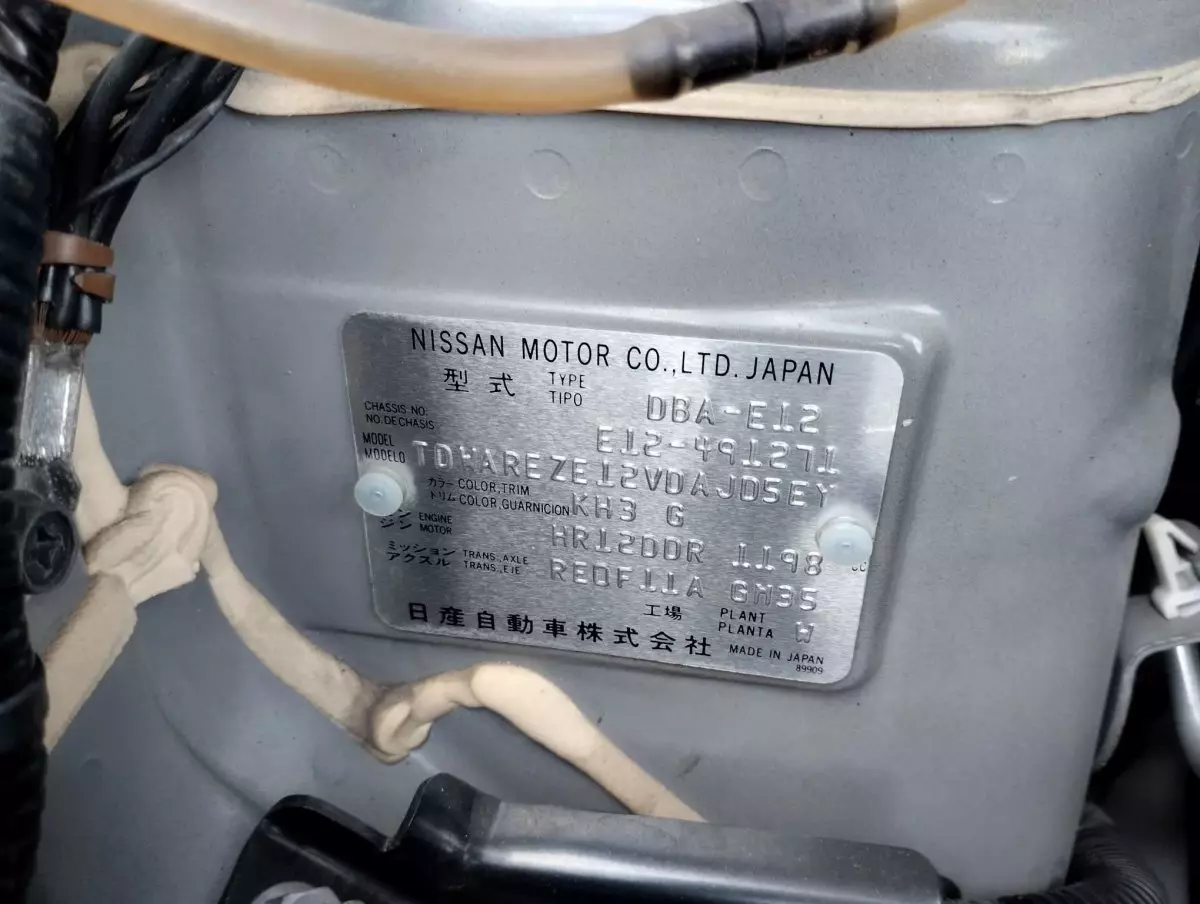 NISSAN MOTOR CO.,LTD. JAPAN
型式 TYPE TIPO DBA-E12
CHASSIS NO. NO. DE CHASIS E12-491271
MODEL MODELO TDYAREZE12VDAJD5EY
カラー COLOR,TRIM
トリム COLOR,GUARNICION KH3 G
ENGINE
ジン MOTOR HR12DDR 1198
ミッション TRANS.,AXLE
アクスル TRANS.,EJE RE0F11A GM35
工場 PLANT PLANTA W
日産自動車株式会社 MADE IN JAPAN
89909